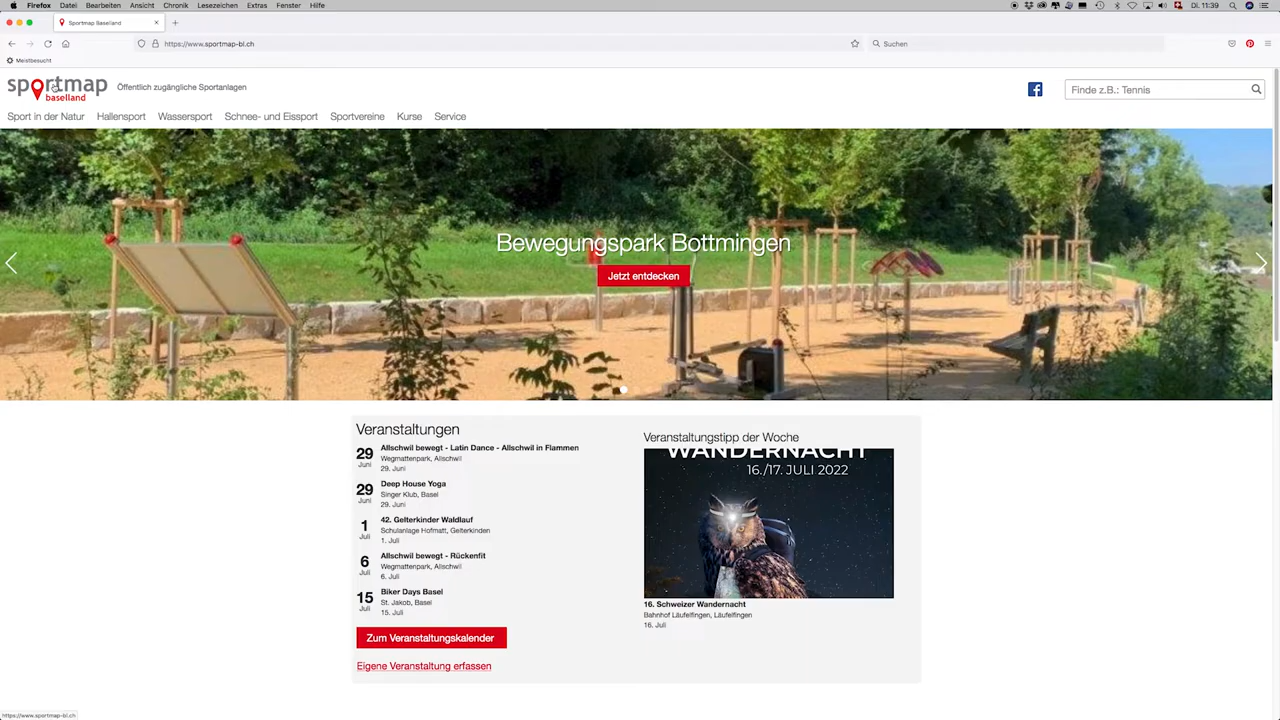 Firefox Datei Bearbeiten Ansicht Chronik Lesezeichen Extras Fenster Hilfe
Di. 11:39
Sportmap Baselland
https://www.sportmap-bl.ch
Suchen
Meistbesucht
sportmap
baselland
Öffentlich zugängliche Sportanlagen
Finde z.B.: Tennis
Sport in der Natur Hallensport Wassersport Schnee- und Eissport Sportvereine Kurse Service
Bewegungspark Bottmingen
Jetzt entdecken
Veranstaltungen
29 Juni
Allschwil bewegt - Latin Dance - Allschwil in Flammen
Wegmattenpark, Allschwil
29. Juni
29 Juni
Deep House Yoga
Singer Klub, Basel
29. Juni
1 Juli
42. Gelterkinder Waldlauf
Schulanlage Hofmatt, Gelterkinden
1. Juli
6 Juli
Allschwil bewegt - Rückenfit
Wegmattenpark, Allschwil
6. Juli
15 Juli
Biker Days Basel
St. Jakob, Basel
15. Juli
Zum Veranstaltungskalender
Eigene Veranstaltung erfassen
Veranstaltungstipp der Woche
WANDERNACHT
16./17. JULI 2022
16. Schweizer Wandernacht
Bahnhof Läufelfingen, Läufelfingen
16. Juli
https://www.sportmap-bl.ch